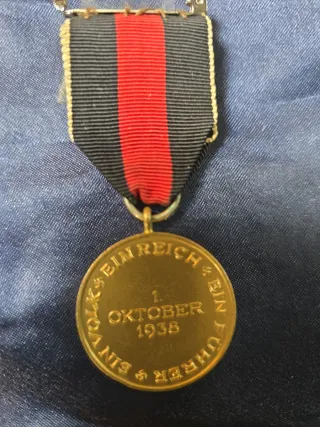 EIN VOLK ❖ EIN REICH ❖ EIN FÜHRER ❖
1.
OKTOBER
1938